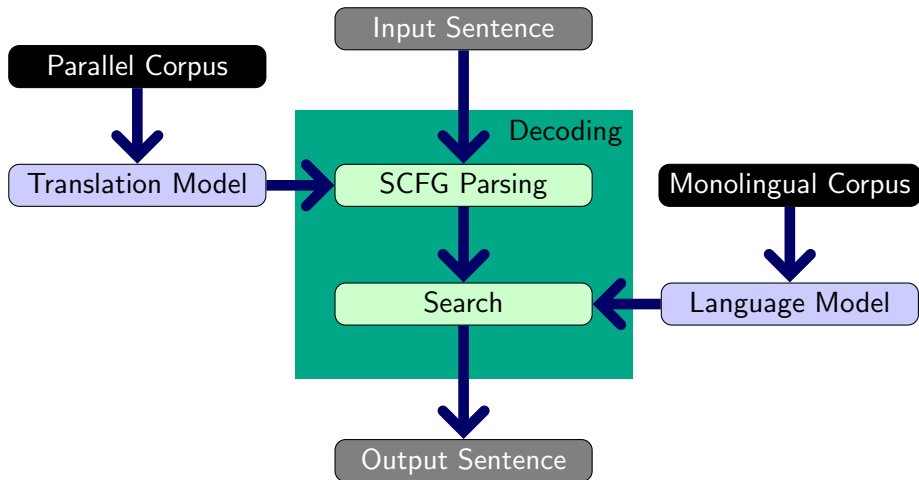 Input Sentence
Parallel Corpus
Decoding
Translation Model
SCFG Parsing
Monolingual Corpus
Search
Language Model
Output Sentence